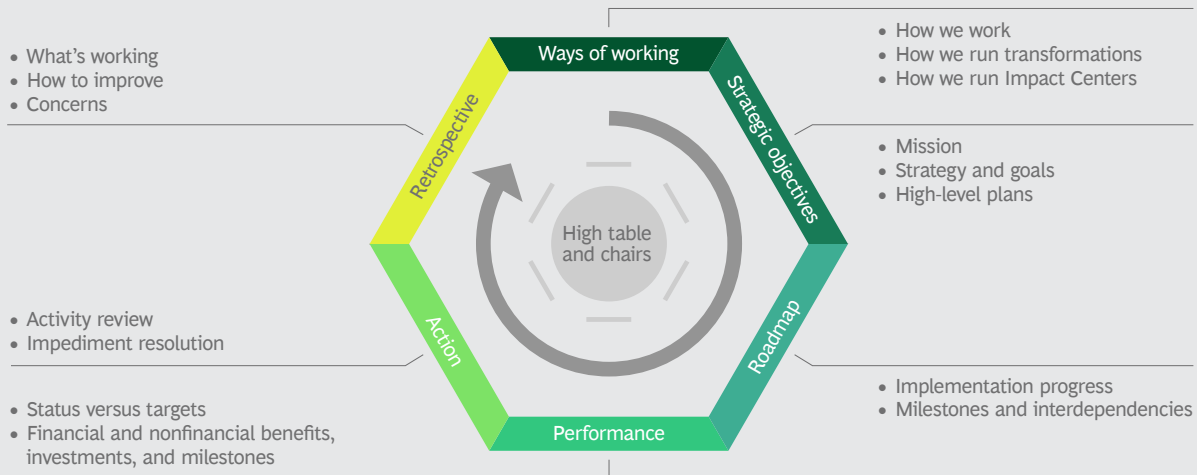 Ways of working
• How we work
• How we run transformations
• How we run Impact Centers
Strategic objectives
• Mission
• Strategy and goals
• High-level plans
Roadmap
• Implementation progress
• Milestones and interdependencies
Performance
• Status versus targets
• Financial and nonfinancial benefits,
investments, and milestones
Action
• Activity review
• Impediment resolution
Retrospective
• What’s working
• How to improve
• Concerns
High table
and chairs